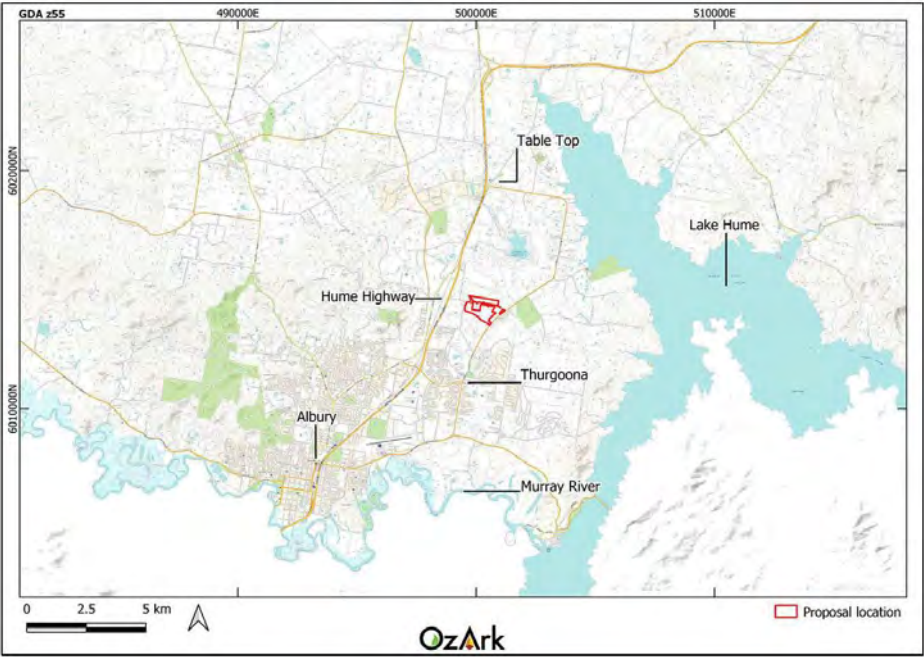 GDA z55
490000E
500000E
510000E
6020000N
6010000N
Table Top
Lake Hume
Hume Highway
Thurgoona
Albury
Murray River
0 2.5 5 km
Proposal location
OzArk